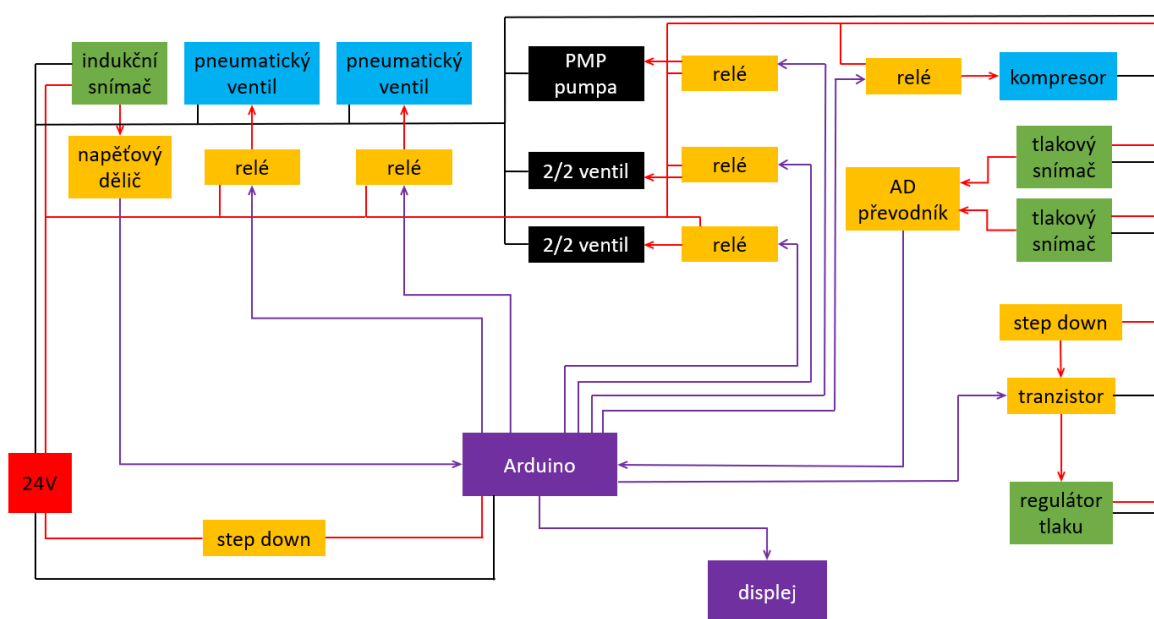 indukční
snímač
pneumatický
ventil
pneumatický
ventil
PMP
pumpa
relé
relé
kompresor
napěťový
dělič
relé
relé
2/2 ventil
relé
AD
převodník
tlakový
snímač
tlakový
snímač
2/2 ventil
relé
step down
tranzistor
Arduino
24V
regulátor
tlaku
step down
displej